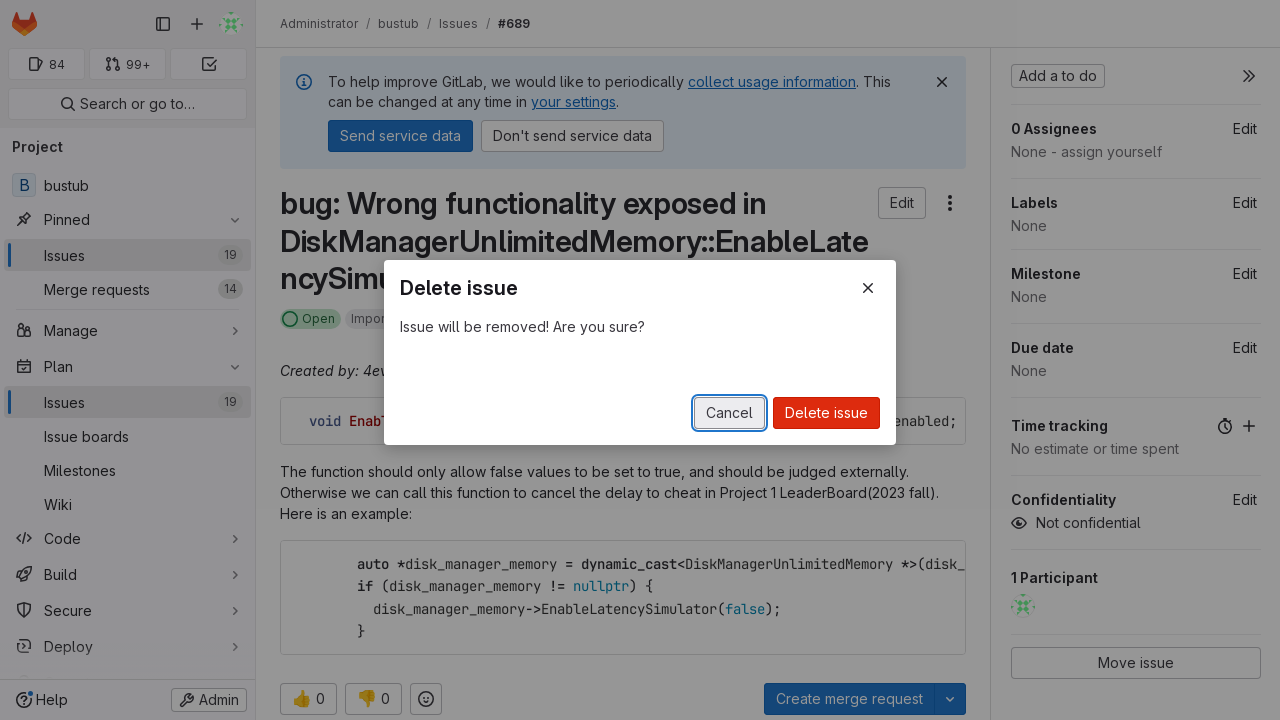 84
99+
Search or go to…
Project
B bustub
Pinned
Issues 19
Merge requests 14
Manage
Plan
Issues 19
Issue boards
Milestones
Wiki
Code
Build
Secure
Deploy
Help
Admin
Administrator / bustub / Issues / #689
To help improve GitLab, we would like to periodically collect usage information. This
can be changed at any time in your settings.
Send service data
Don't send service data
bug: Wrong functionality exposed in
DiskManagerUnlimitedMemory::EnableLate
ncySimu
Edit
Open
Impor
Created by: 4ev
void Enabl
enabled;
Delete issue
Issue will be removed! Are you sure?
Cancel
Delete issue
The function should only allow false values to be set to true, and should be judged externally.
Otherwise we can call this function to cancel the delay to cheat in Project 1 LeaderBoard(2023 fall).
Here is an example:
auto *disk_manager_memory = dynamic_cast<DiskManagerUnlimitedMemory *>(disk_
if (disk_manager_memory != nullptr) {
disk_manager_memory->EnableLatencySimulator(false);
}
👍 0
👎 0
Create merge request
Add a to do
0 Assignees Edit
None - assign yourself
Labels Edit
None
Milestone Edit
None
Due date Edit
None
Time tracking
No estimate or time spent
Confidentiality Edit
Not confidential
1 Participant
Move issue